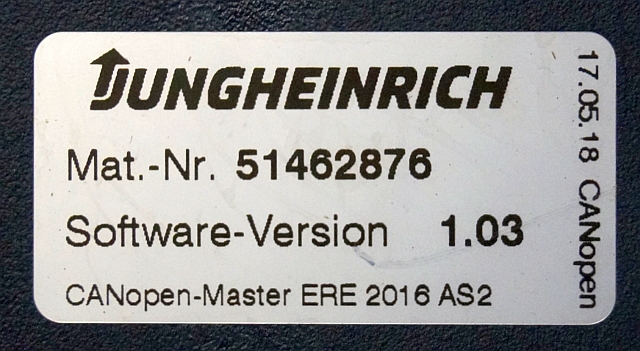 JUNGHEINRICH
Mat.-Nr. 51462876
Software-Version 1.03
CANopen-Master ERE 2016 AS2
17.05.18 CANopen